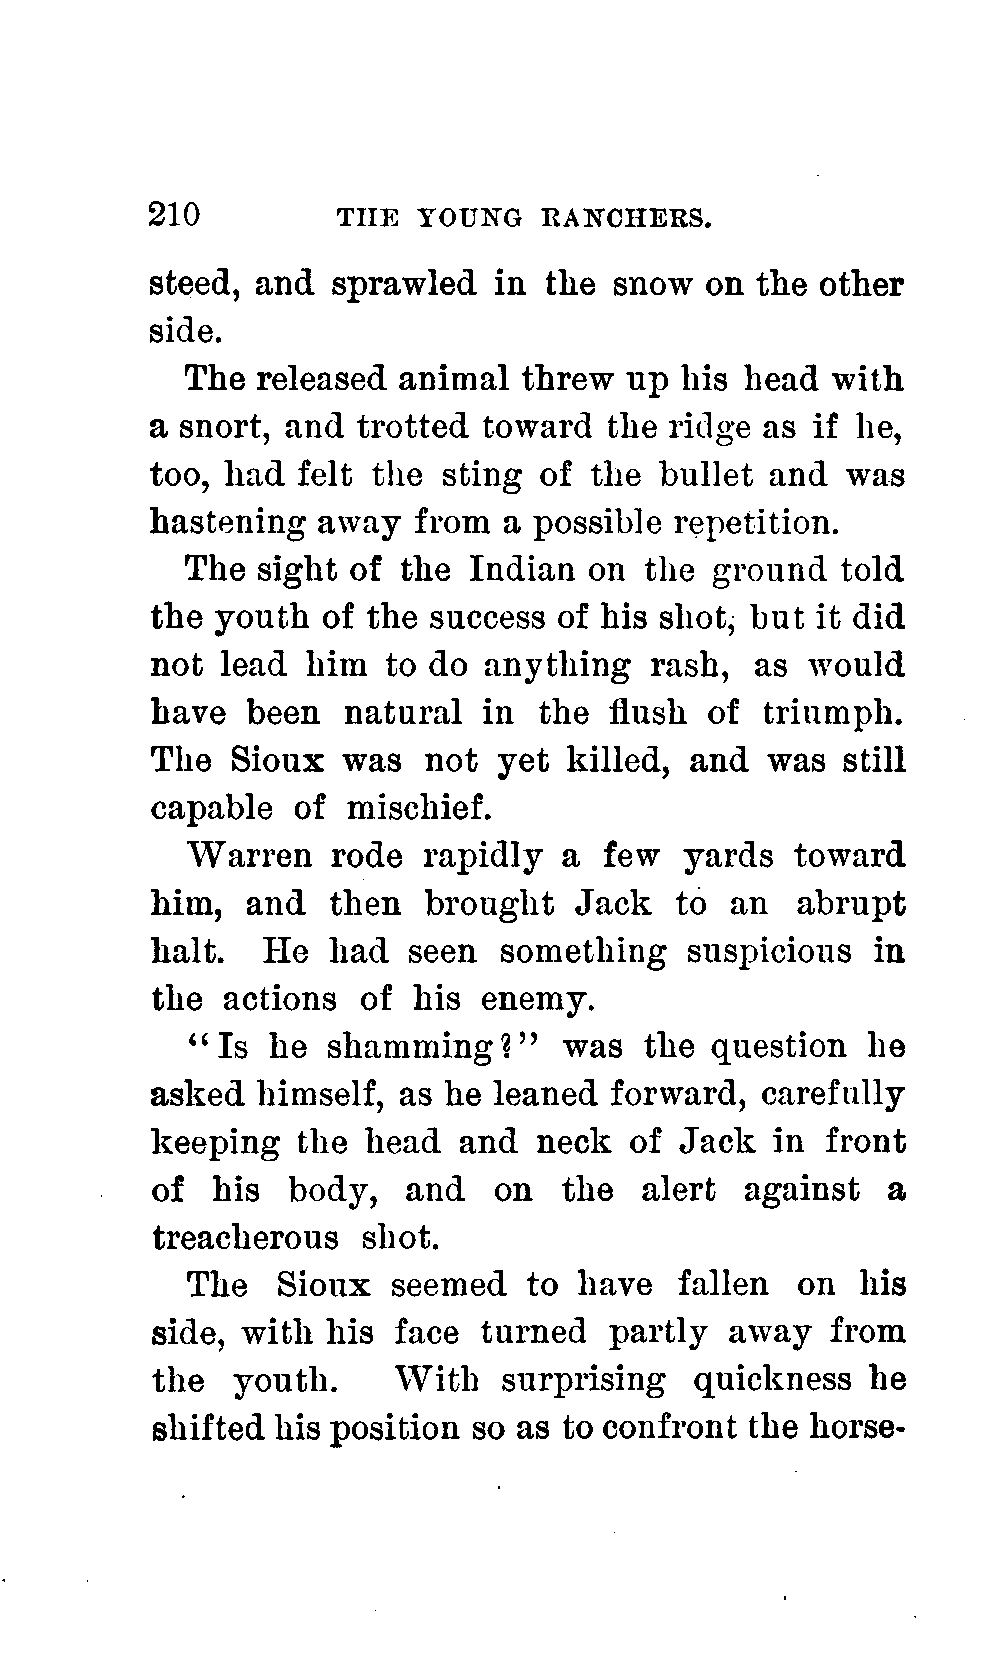 210 THE YOUNG RANCHERS.
steed, and sprawled in the snow on the other
side.
The released animal threw up his head with
a snort, and trotted toward the ridge as if he,
too, had felt the sting of the bullet and was
hastening away from a possible repetition.
The sight of the Indian on the ground told
the youth of the success of his shot, but it did
not lead him to do anything rash, as would
have been natural in the flush of triumph.
The Sioux was not yet killed, and was still
capable of mischief.
Warren rode rapidly a few yards toward
him, and then brought Jack to an abrupt
halt. He had seen something suspicious in
the actions of his enemy.
“Is he shamming?” was the question he
asked himself, as he leaned forward, carefully
keeping the head and neck of Jack in front
of his body, and on the alert against a
treacherous shot.
The Sioux seemed to have fallen on his
side, with his face turned partly away from
the youth. With surprising quickness he
shifted his position so as to confront the horse-